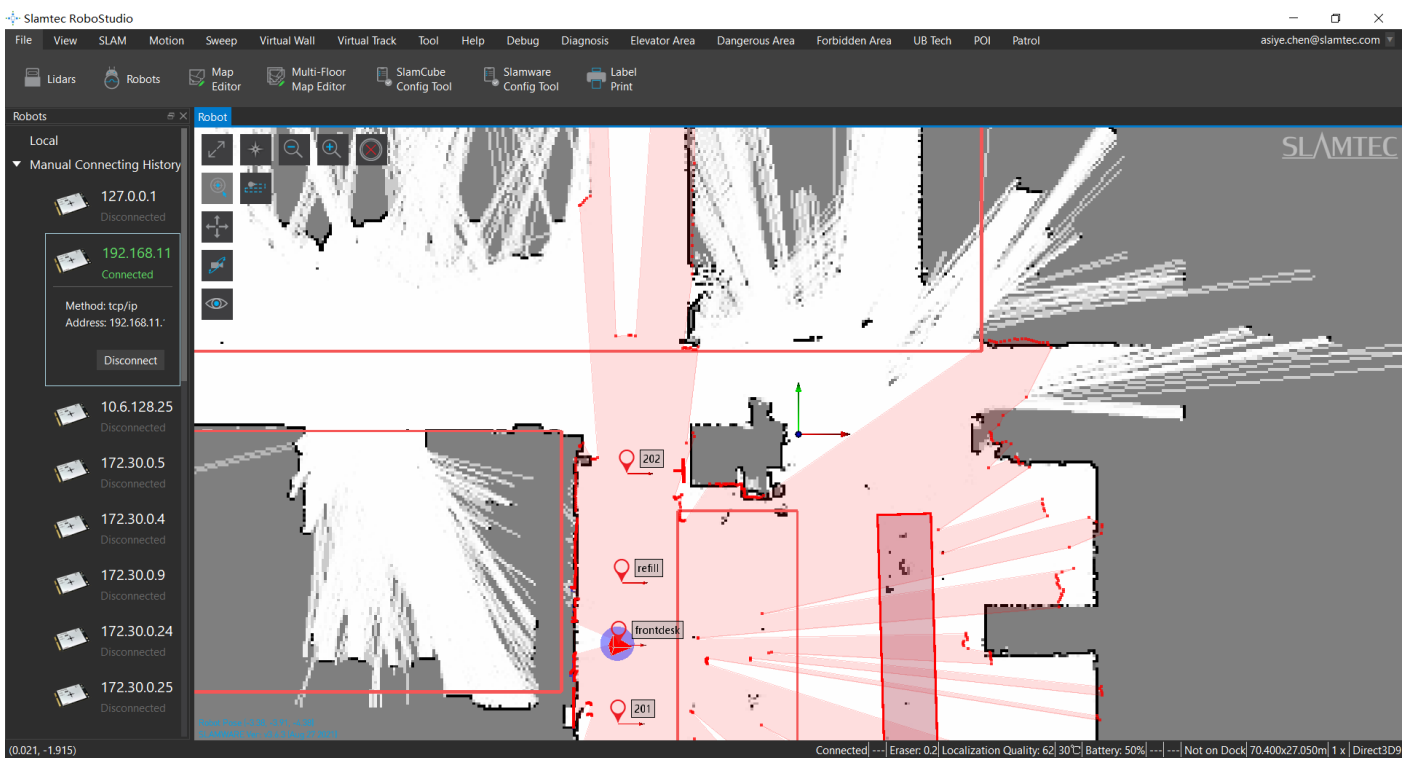 Slamtec RoboStudio
File View SLAM Motion Sweep Virtual Wall Virtual Track Tool Help Debug Diagnosis Elevator Area Dangerous Area Forbidden Area UB Tech POI Patrol asiye.chen@slamtec.com
Lidars
Robots
Map
Editor
Multi-Floor
Map Editor
SlamCube
Config Tool
Slamware
Config Tool
Label
Print
Robots
Robot
Local
Manual Connecting History
127.0.0.1
Disconnected
192.168.11
Connected
Method: tcp/ip
Address: 192.168.11.
Disconnect
10.6.128.25
Disconnected
172.30.0.5
Disconnected
172.30.0.4
Disconnected
172.30.0.9
Disconnected
172.30.0.24
Disconnected
172.30.0.25
Disconnected
SLAMTEC
202
refill
frontdesk
201
(0.021, -1.915)
Connected --- Eraser: 0.2 Localization Quality: 62 30℃ Battery: 50% --- --- Not on Dock 70.400x27.050m 1 x Direct3D9